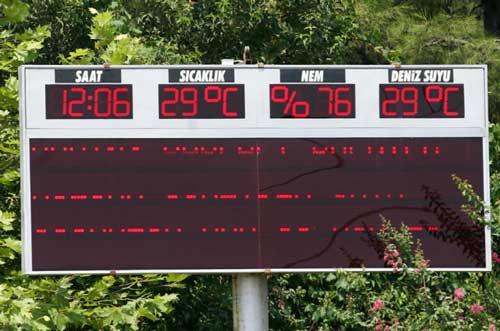 SAAT SICAKLIK NEM DENİZ SUYU
12:06 29°C %76 29°C